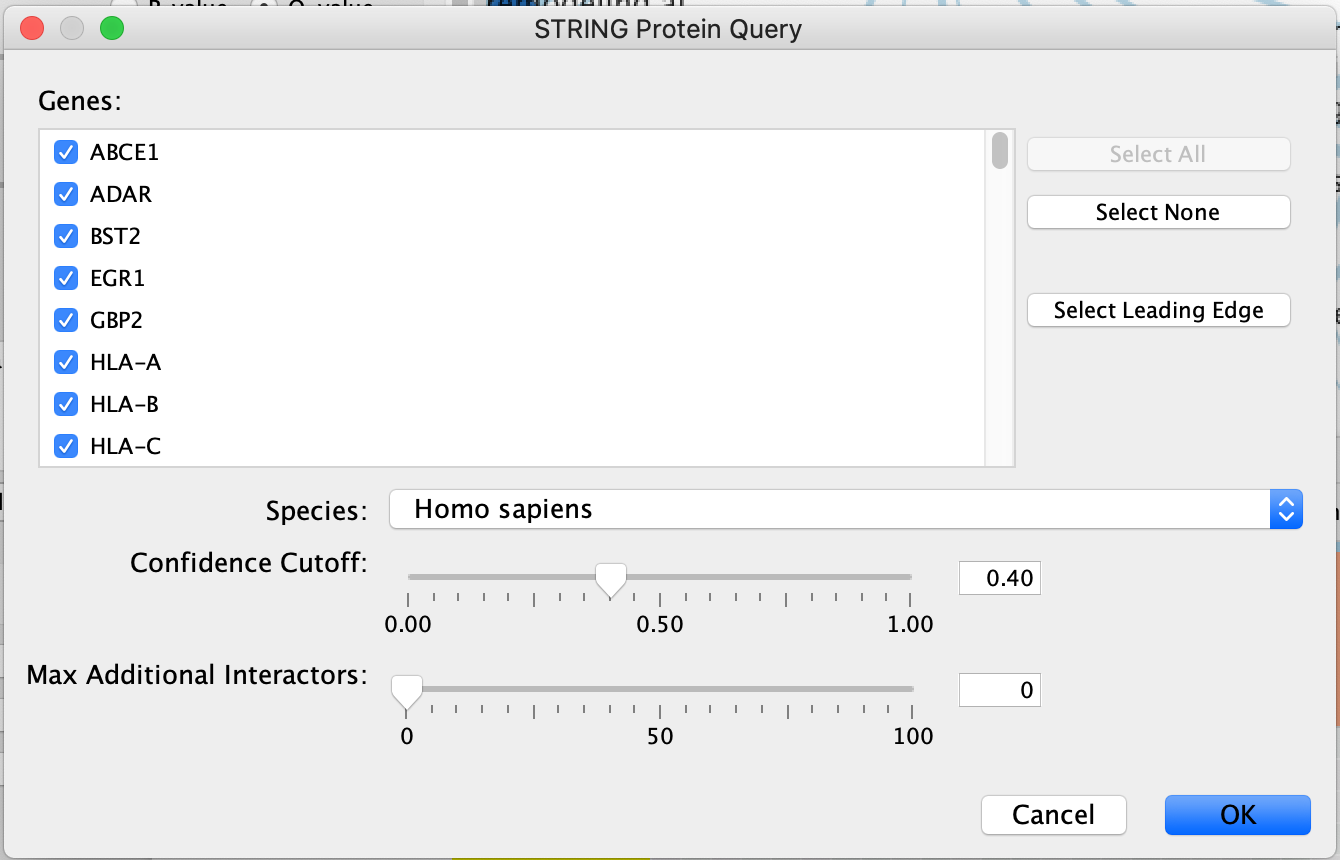 STRING Protein Query
Genes:
ABCE1
ADAR
BST2
EGR1
GBP2
HLA-A
HLA-B
HLA-C
Select All
Select None
Select Leading Edge
Species:
Homo sapiens
Confidence Cutoff:
0.40
0.00 0.50 1.00
Max Additional Interactors:
0
0 50 100
Cancel OK